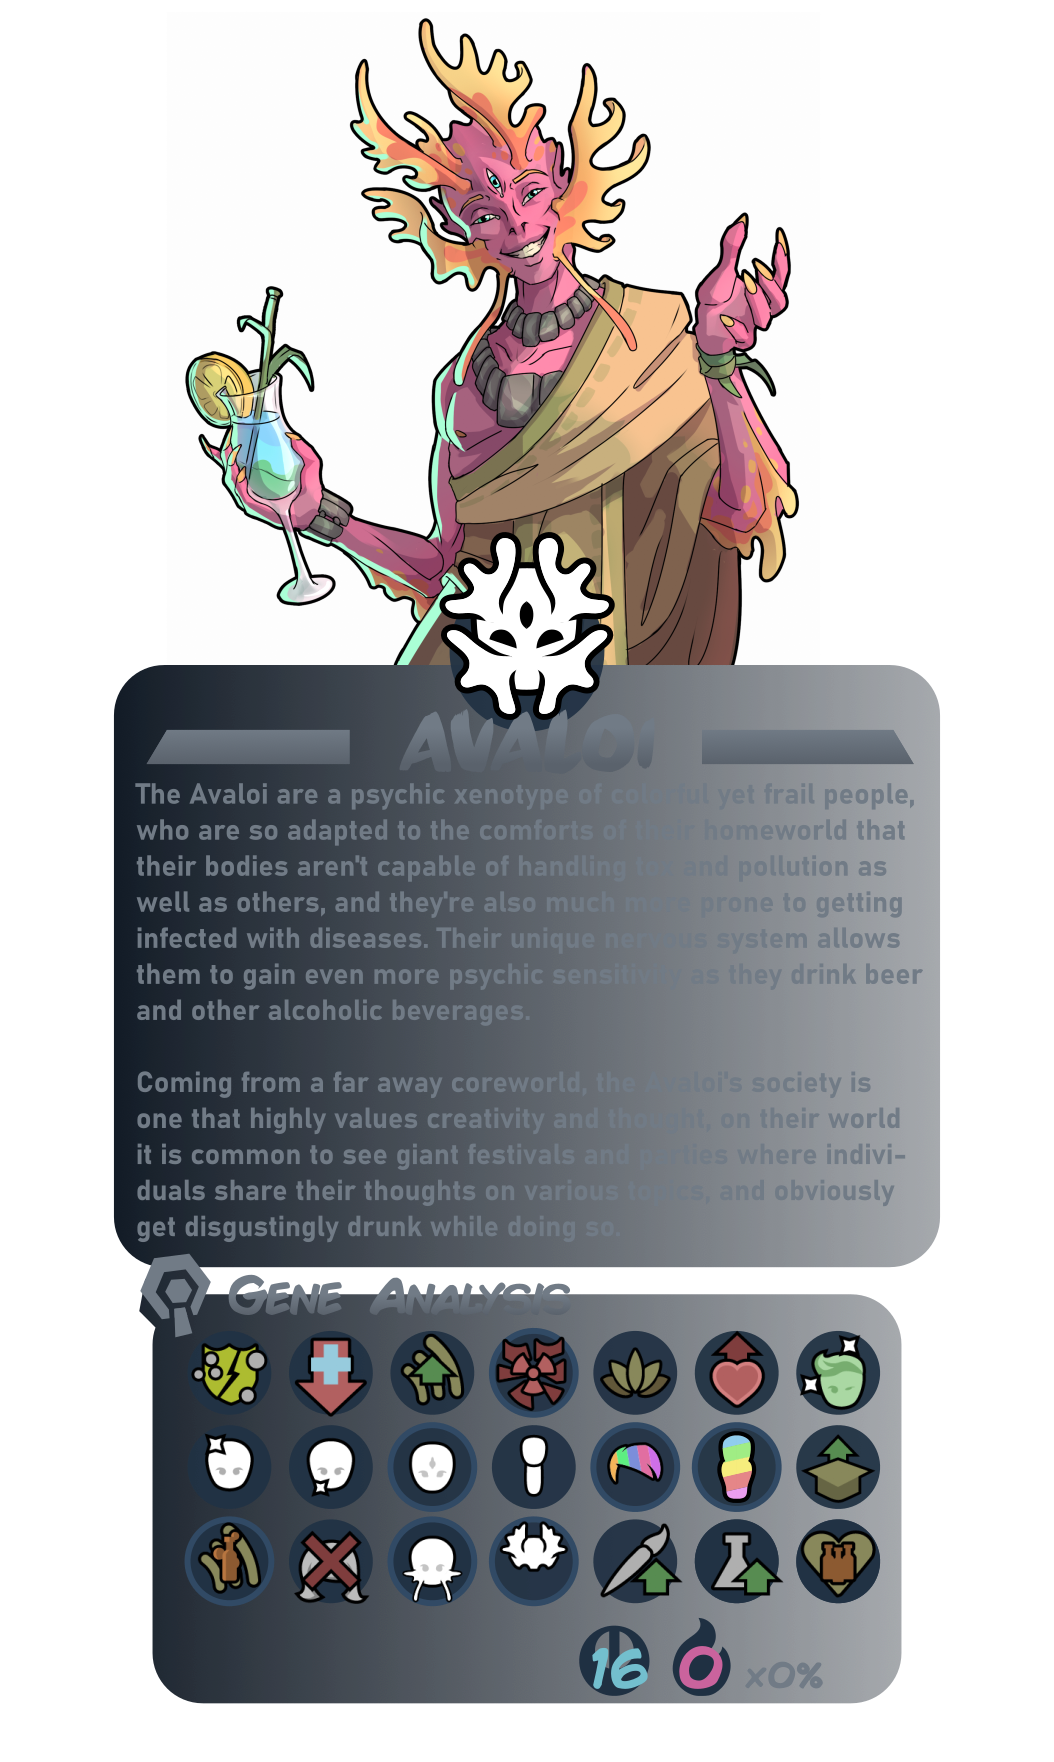 AVALOI
The Avaloi are a psychic xenotype of colorful yet frail people,
who are so adapted to the comforts of their homeworld that
their bodies aren't capable of handling tox and pollution as
well as others, and they're also much more prone to getting
infected with diseases. Their unique nervous system allows
them to gain even more psychic sensitivity as they drink beer
and other alcoholic beverages.
Coming from a far away coreworld, the Avaloi's society is
one that highly values creativity and thought, on their world
it is common to see giant festivals and parties where indivi-
duals share their thoughts on various topics, and obviously
get disgustingly drunk while doing so.
Gene Analysis
16 0 x0%